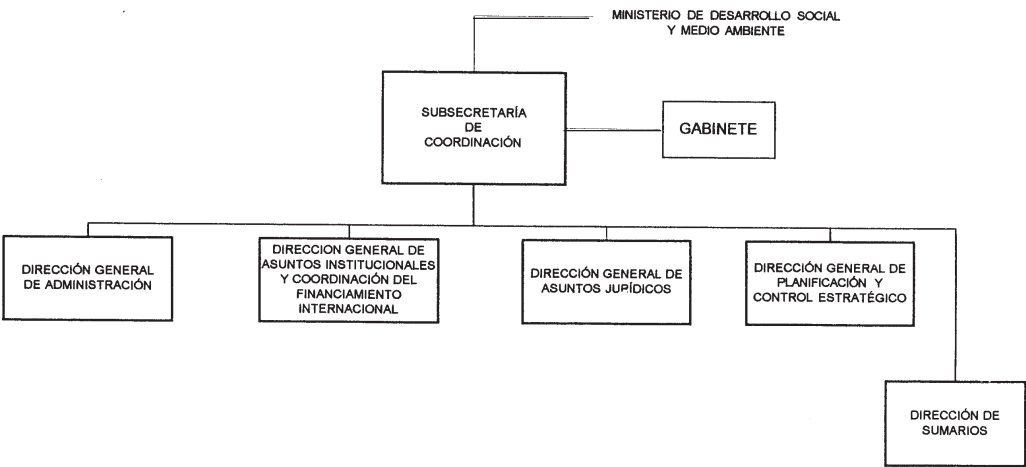 MINISTERIO DE DESARROLLO SOCIAL
Y MEDIO AMBIENTE
SUBSECRETARÍA
DE
COORDINACIÓN
GABINETE
DIRECCIÓN GENERAL
DE ADMINISTRACIÓN
DIRECCION GENERAL DE
ASUNTOS INSTITUCIONALES
Y COORDINACIÓN DEL
FINANCIAMIENTO
INTERNACIONAL
DIRECCIÓN GENERAL DE
ASUNTOS JURÍDICOS
DIRECCIÓN GENERAL DE
PLANIFICACIÓN Y
CONTROL ESTRATÉGICO
DIRECCIÓN DE
SUMARIOS